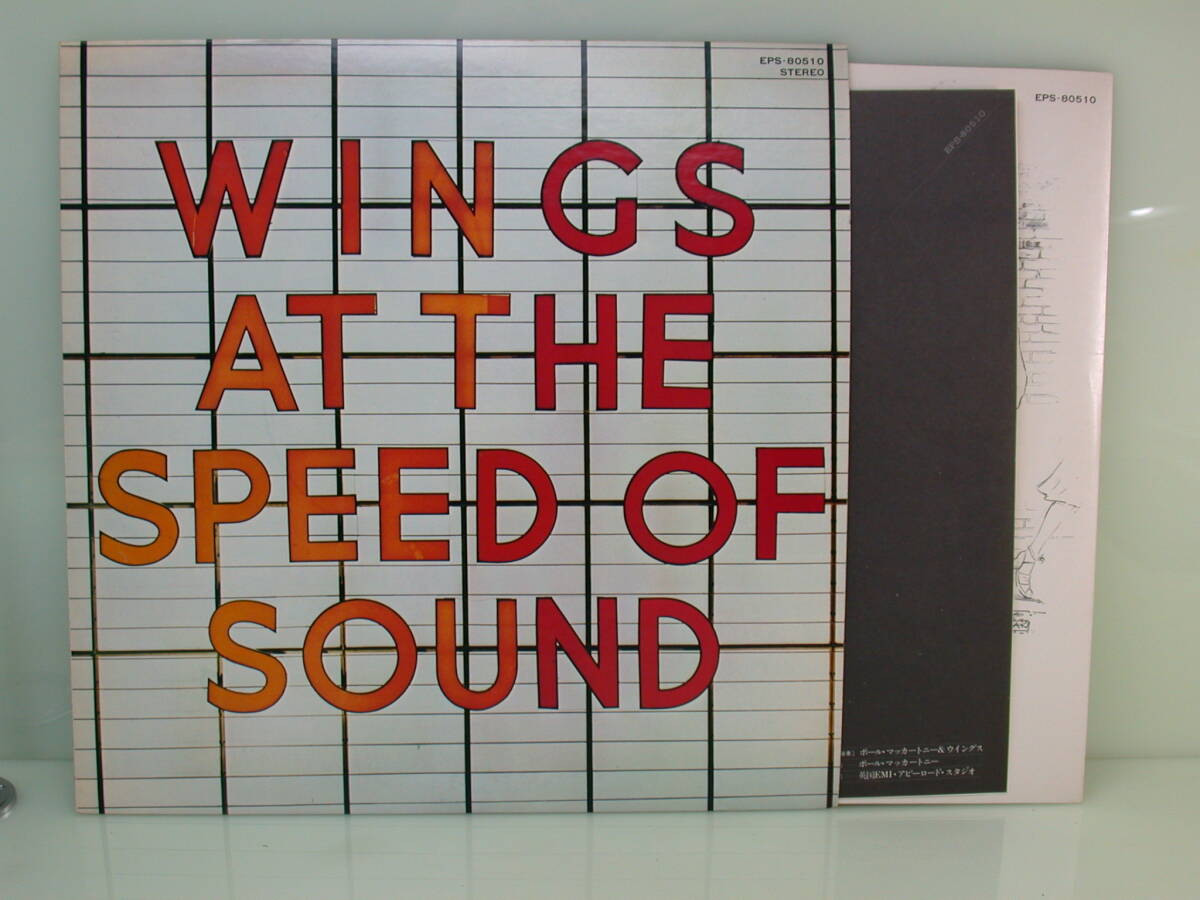 EPS-80510
STEREO
WINGS
AT THE
SPEED OF
SOUND
EPS-80510
EPS-80510
ポール・マッカートニー&ウイングス
ポール・マッカートニー
英国EMI・アビーロード・スタジオ